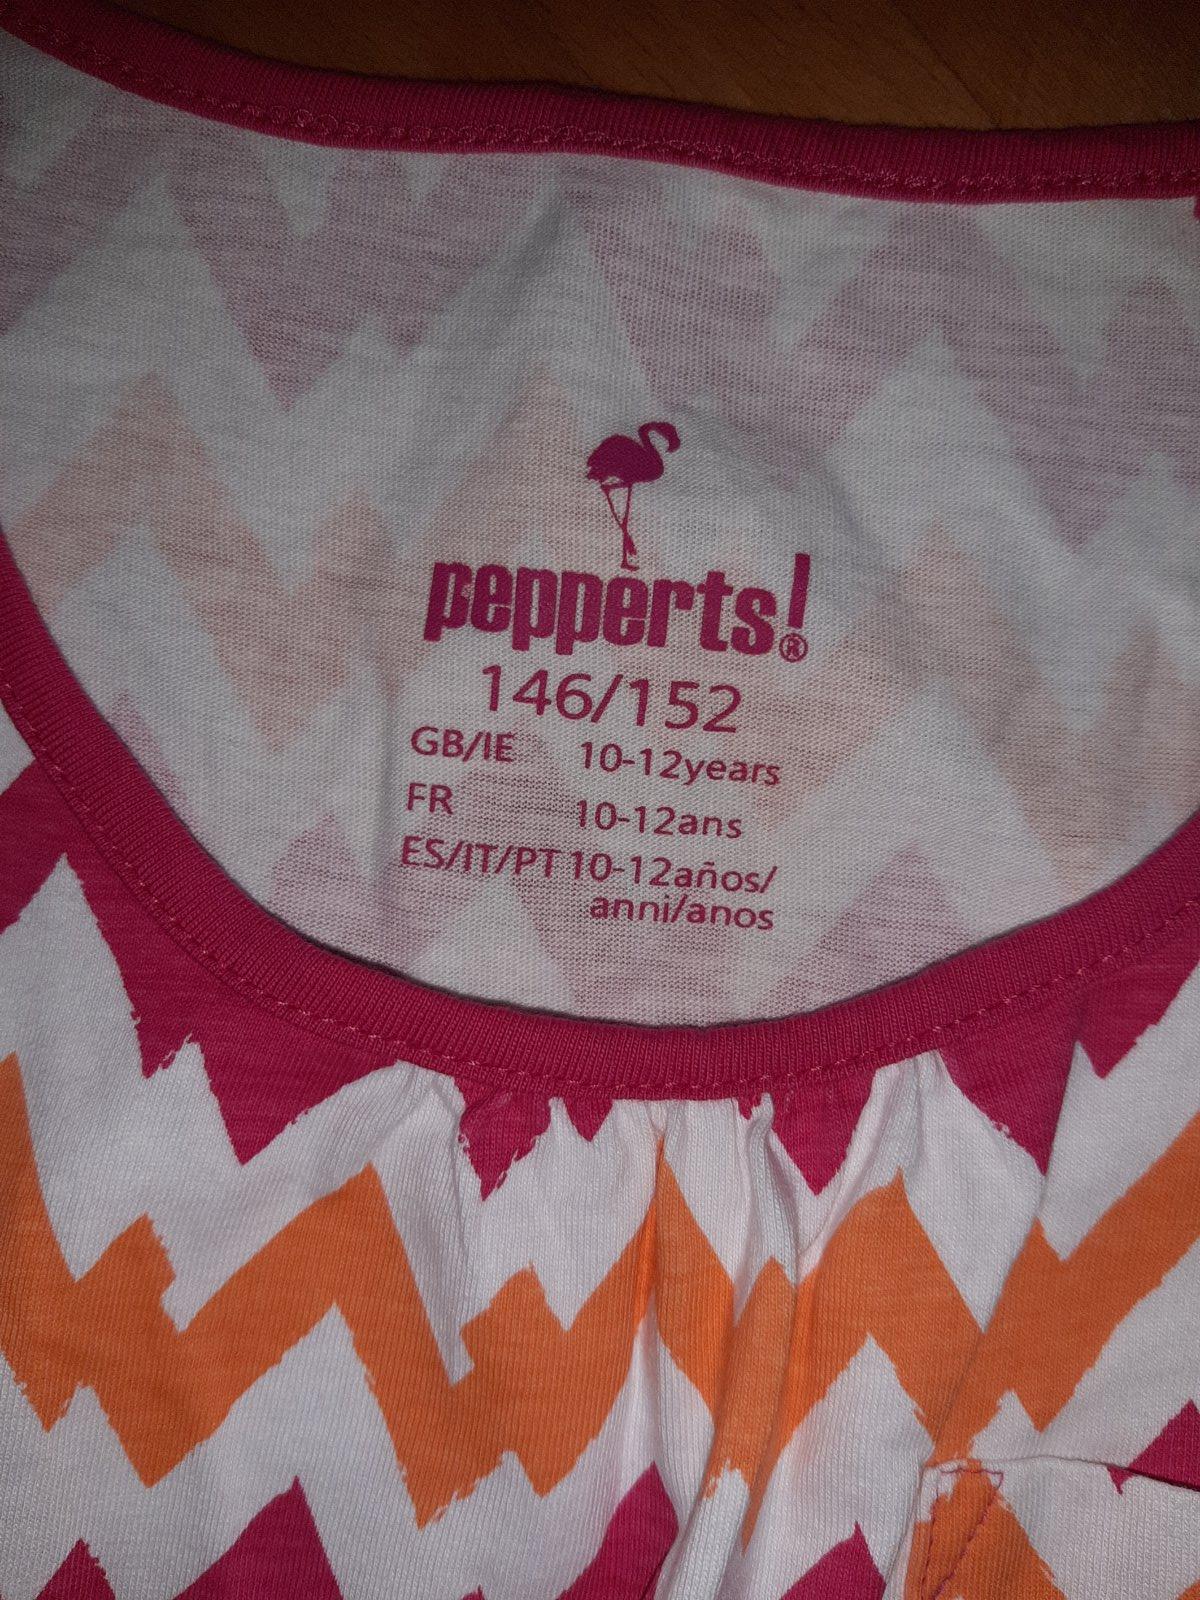 pepperts!®
146/152
GB/IE 10-12years
FR 10-12ans
ES/IT/PT 10-12años/
anni/anos